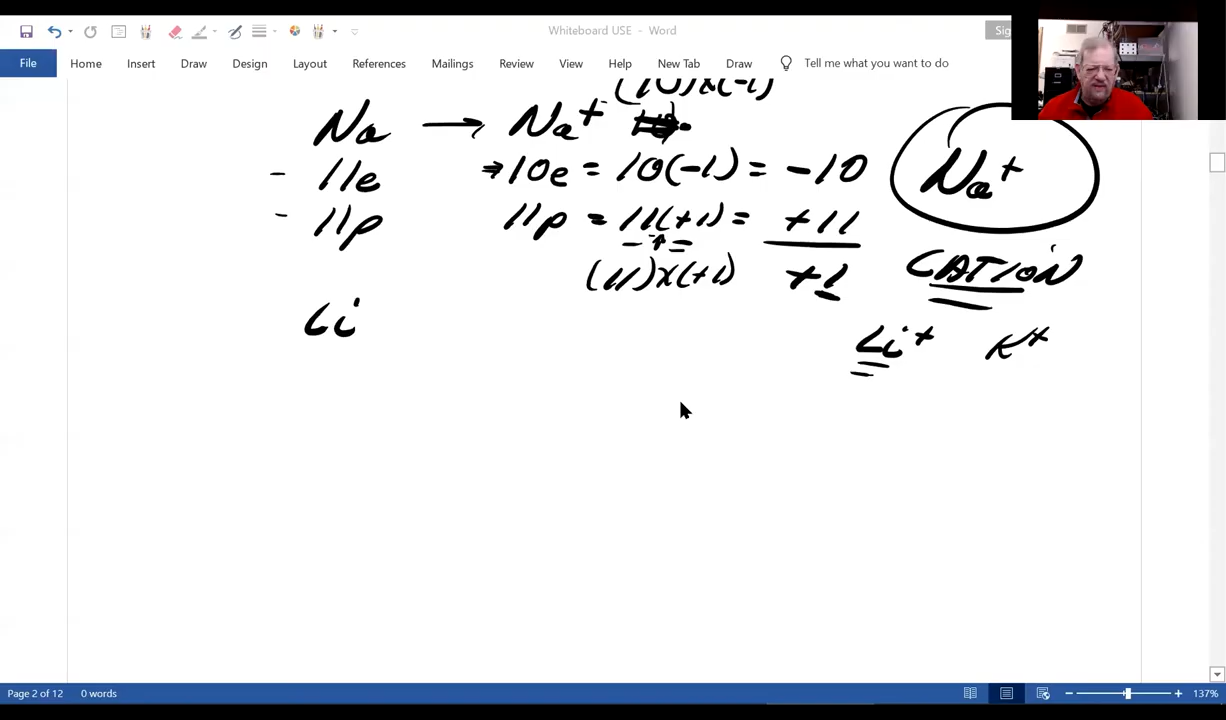 Whiteboard USE - Word
Sig
File Home Insert Draw Design Layout References Mailings Review View Help New Tab Draw Tell me what you want to do
(10)x(-1)
Na → Na+
- 11e → 10e = 10(-1) = -10
- 11p 11p = 11(+1) = +11
(11)x(+1) +1
Na+
CATION
Li
Li+ K+
Page 2 of 12 0 words 137%